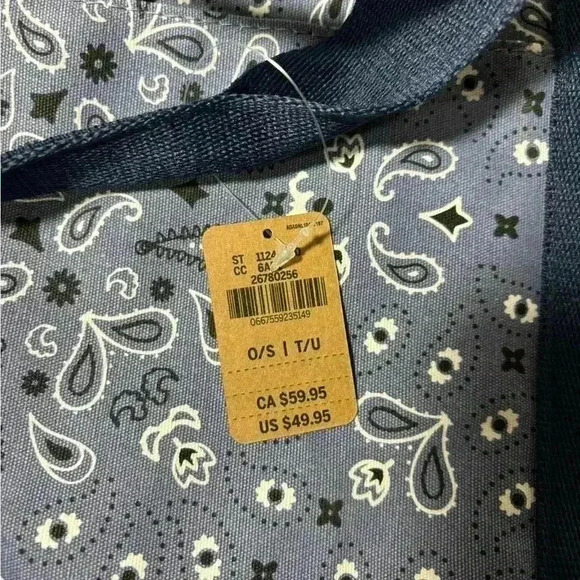 ST 1124
CC 6A
26780256
0667559235149
O/S | T/U
CA $59.95
US $49.95